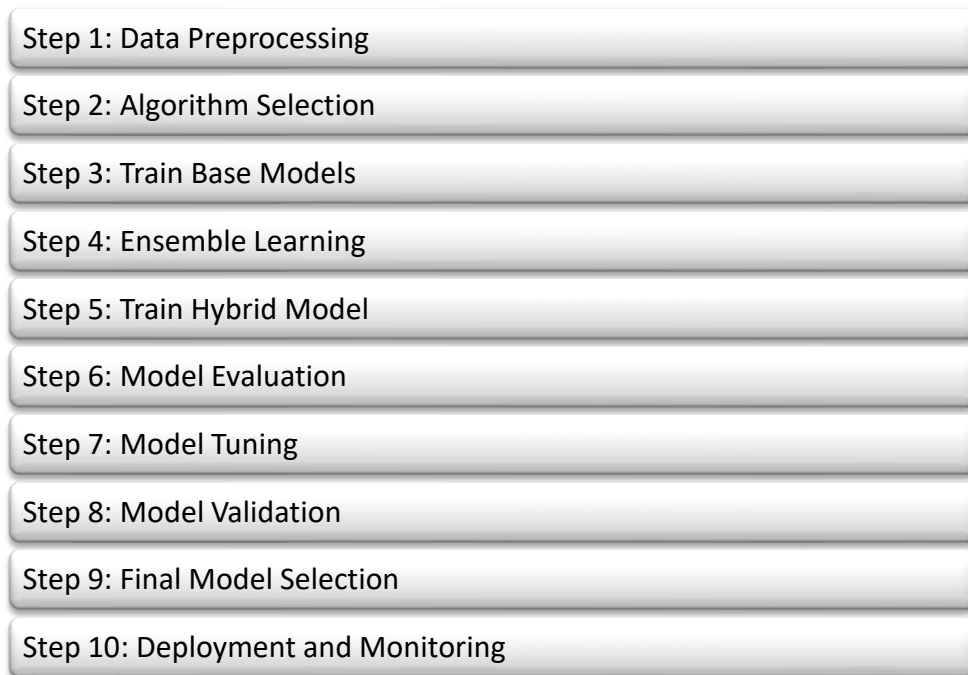 Step 1: Data Preprocessing
Step 2: Algorithm Selection
Step 3: Train Base Models
Step 4: Ensemble Learning
Step 5: Train Hybrid Model
Step 6: Model Evaluation
Step 7: Model Tuning
Step 8: Model Validation
Step 9: Final Model Selection
Step 10: Deployment and Monitoring